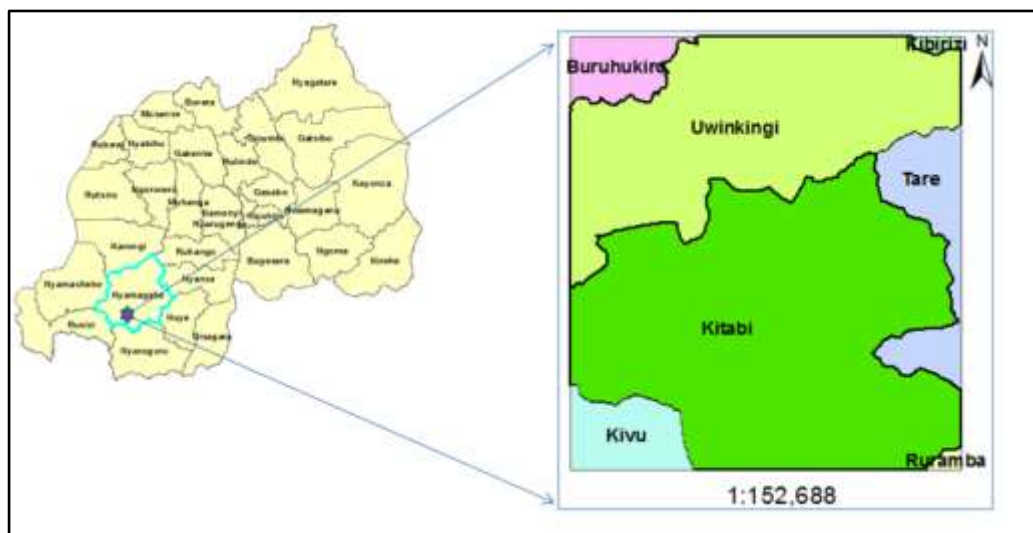 Nyagatare
Burera
Musanze
Gicumbi
Gatsibo
Rubavu
Nyabihu
Gakenke
Rulindo
Kayonza
Ngororero
Rutsiro
Muhanga
Gasabo
Kamonyi
Nyarugenge
Rwamagana
Karongi
Ruhango
Ngoma
Bugesera
Kirehe
Nyamasheke
Nyanza
Nyamagabe
Rusizi
Huye
Gisagara
Nyaruguru
Kibirizi
N
Buruhukiro
Uwinkingi
Tare
Kitabi
Kivu
Ruramba
1:152,688